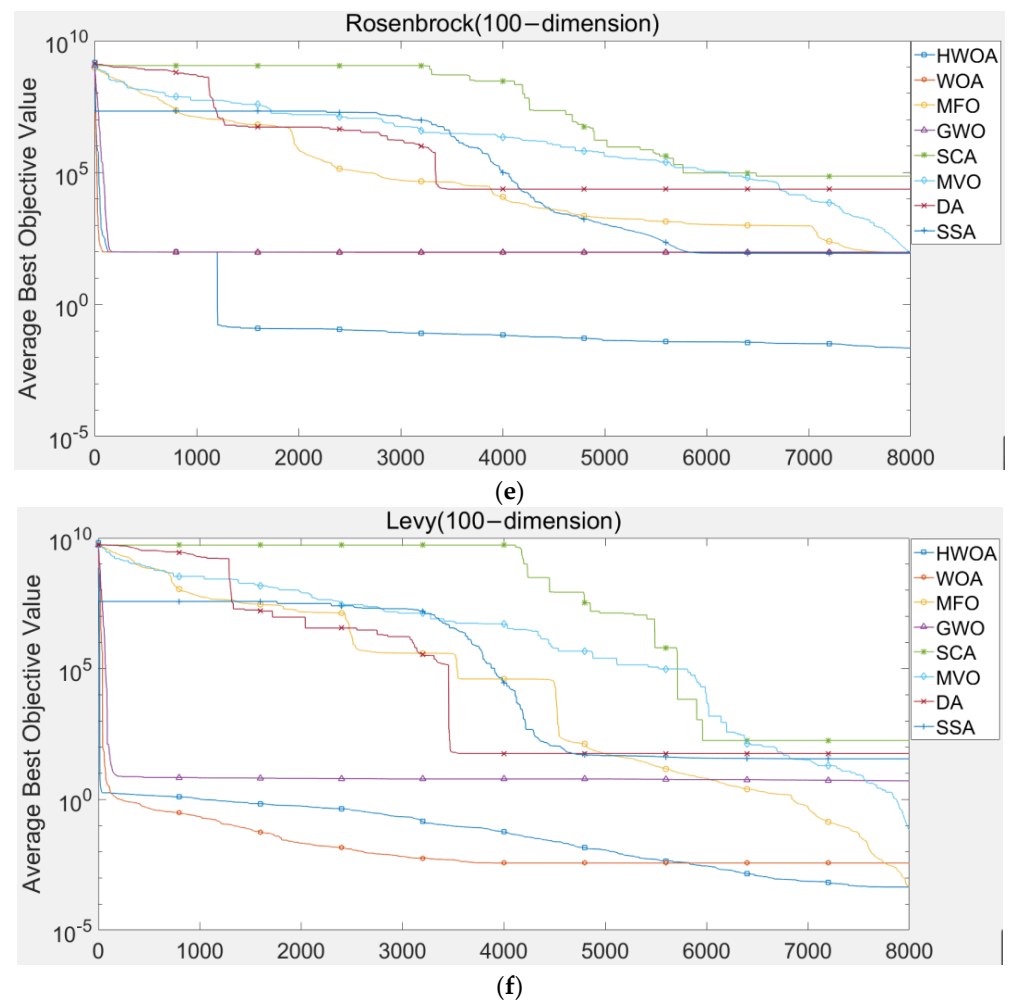 Rosenbrock(100−dimension)
Average Best Objective Value
10^10
10^5
10^0
10^-5
0 1000 2000 3000 4000 5000 6000 7000 8000
HWOA
WOA
MFO
GWO
SCA
MVO
DA
SSA
(e)
Levy(100−dimension)
Average Best Objective Value
10^10
10^5
10^0
10^-5
0 1000 2000 3000 4000 5000 6000 7000 8000
HWOA
WOA
MFO
GWO
SCA
MVO
DA
SSA
(f)